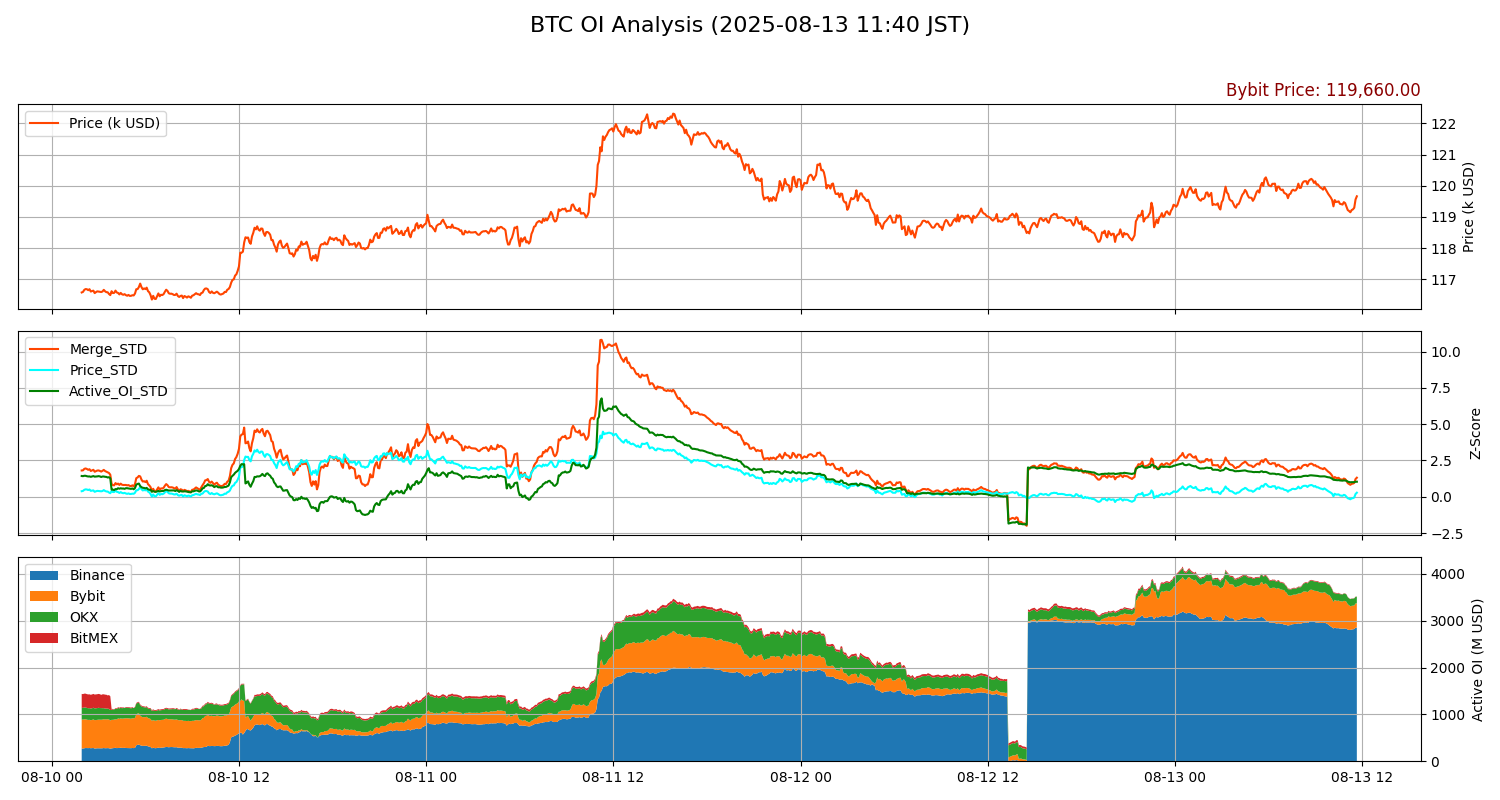 BTC OI Analysis (2025-08-13 11:40 JST)
Bybit Price: 119,660.00
Price (k USD)
122
121
120
119
118
117
Price (k USD)
Merge_STD
Price_STD
Active_OI_STD
10.0
7.5
5.0
2.5
0.0
−2.5
Z-Score
Binance
Bybit
OKX
BitMEX
4000
3000
2000
1000
0
Active OI (M USD)
08-10 00
08-10 12
08-11 00
08-11 12
08-12 00
08-12 12
08-13 00
08-13 12